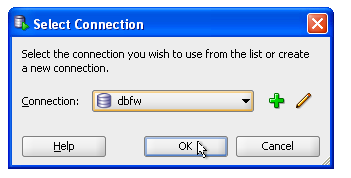 Select Connection
Select the connection you wish to use from the list or create
a new connection.
Connection: dbfw
Help OK Cancel